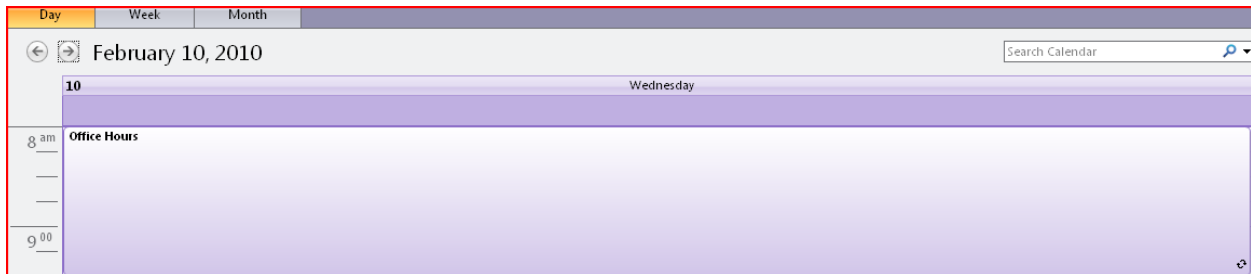 Day Week Month
February 10, 2010
Search Calendar
10 Wednesday
8 am Office Hours
9 00